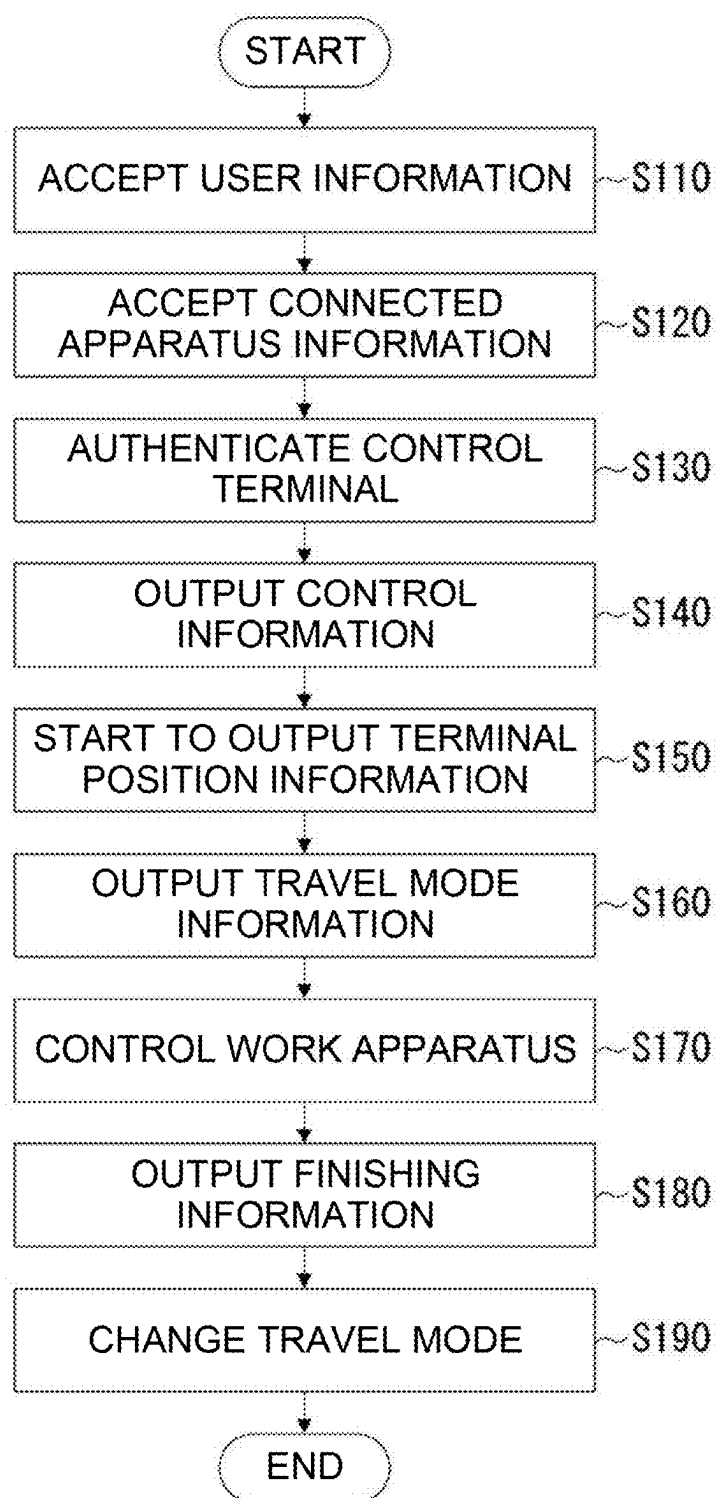 START
ACCEPT USER INFORMATION
S110
ACCEPT CONNECTED
APPARATUS INFORMATION
S120
AUTHENTICATE CONTROL
TERMINAL
S130
OUTPUT CONTROL
INFORMATION
S140
START TO OUTPUT TERMINAL
POSITION INFORMATION
S150
OUTPUT TRAVEL MODE
INFORMATION
S160
CONTROL WORK APPARATUS
S170
OUTPUT FINISHING
INFORMATION
S180
CHANGE TRAVEL MODE
S190
END